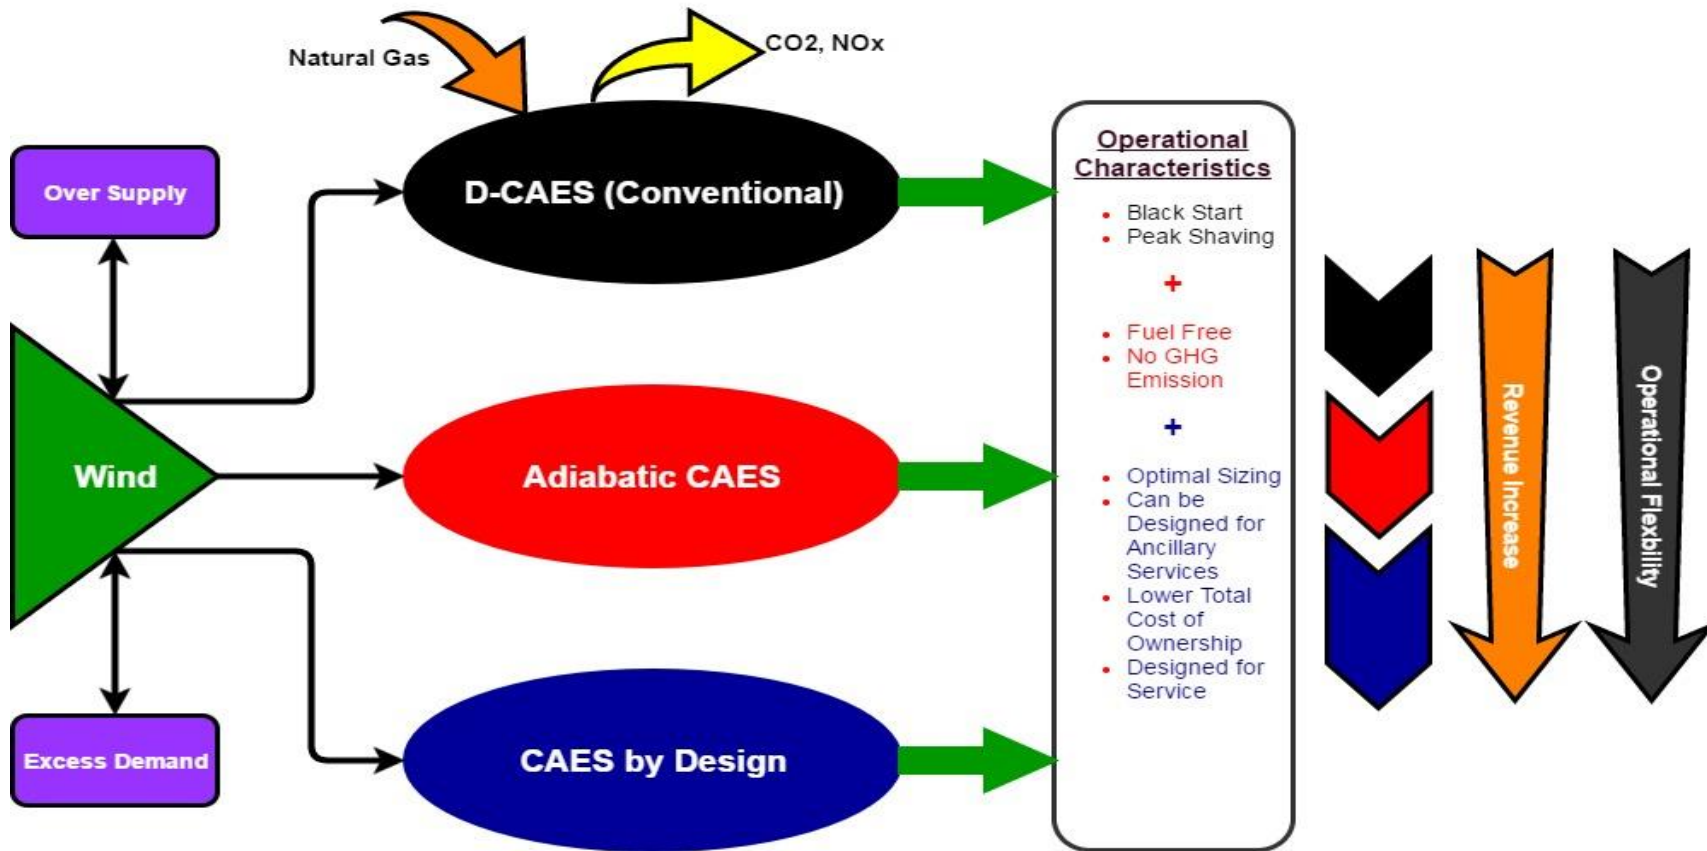 Natural Gas
CO2, NOx
Over Supply
D-CAES (Conventional)
Wind
Adiabatic CAES
Excess Demand
CAES by Design
Operational
Characteristics
Black Start
Peak Shaving
+
Fuel Free
No GHG
Emission
+
Optimal Sizing
Can be
Designed for
Ancillary
Services
Lower Total
Cost of
Ownership
Designed for
Service
Revenue Increase
Operational Flexbility